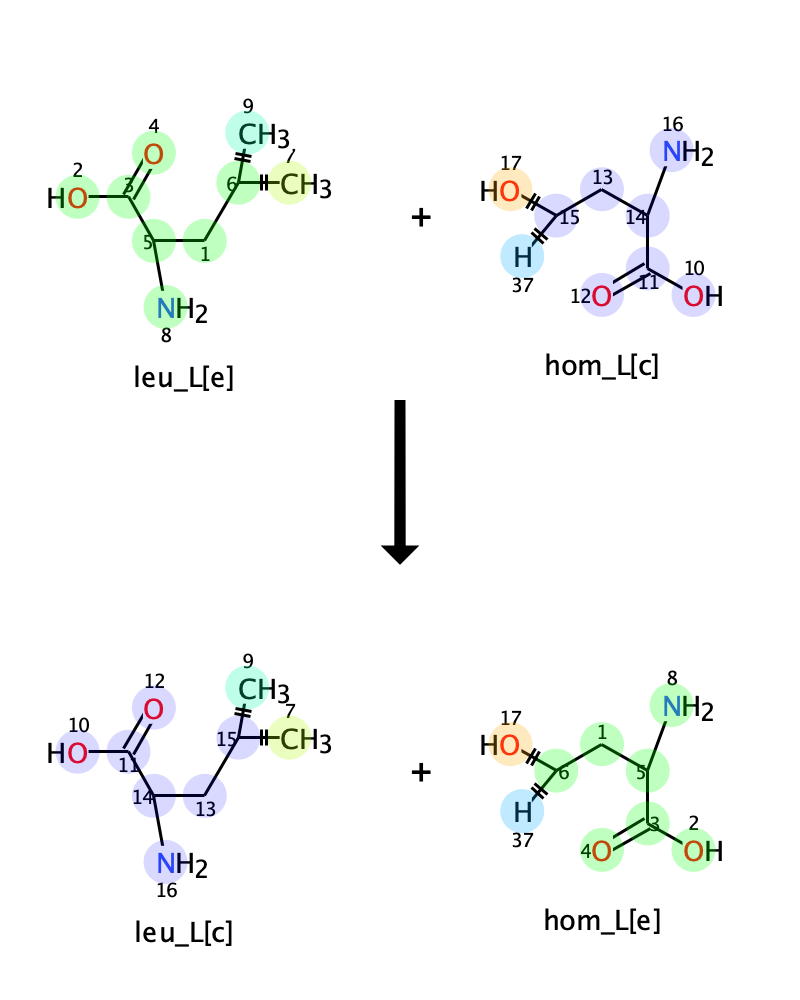 9
4 CH3
2 O 7
HO 3 6 CH3
5 1
NH2
8
leu_L[e]
+
16
17 13 NH2
HO 15 14
H 11 10
37 12 O OH
hom_L[c]
9
12 CH3
10 O 7
HO 11 15 CH3
14 13
NH2
16
leu_L[c]
+
8
17 1 NH2
HO 6 5
H 3 2
37 4 O OH
hom_L[e]